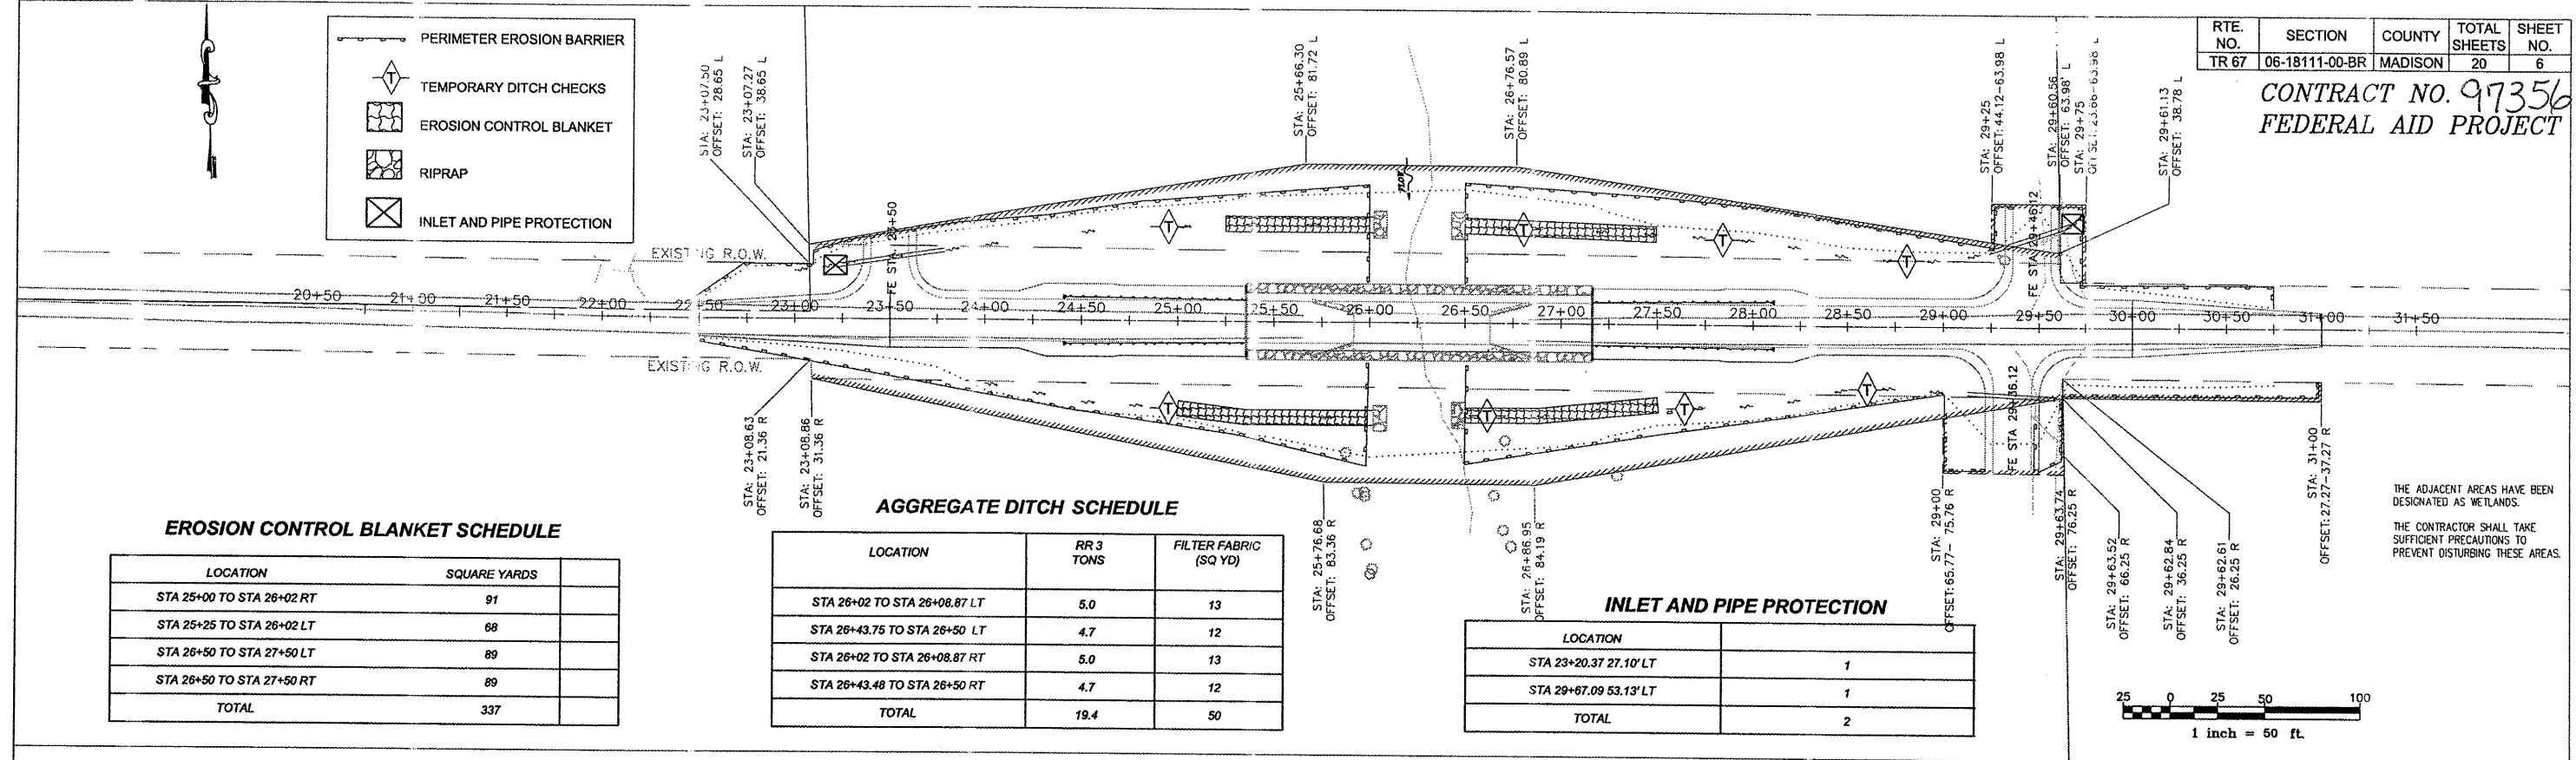 PERIMETER EROSION BARRIER
T
TEMPORARY DITCH CHECKS
EROSION CONTROL BLANKET
RIPRAP
INLET AND PIPE PROTECTION
RTE. NO. SECTION COUNTY TOTAL SHEETS SHEET NO.
TR 67 06-18111-00-BR MADISON 20 6
CONTRACT NO. 97356
FEDERAL AID PROJECT
STA: 23+07.50
OFFSET: 28.65 L
STA: 23+07.27
OFFSET: 38.65 L
STA: 25+66.30
OFFSET: 81.72 L
STA: 26+76.57
OFFSET: 80.89 L
STA: 29+25
OFFSET: 44.12-63.98 L
STA: 29+60.56
OFFSET: 63.98' L
STA: 29+75
STA: 29+61.13
OFFSET: 38.78 L
FLOW
T
T
T
T
EXISTING R.O.W.
FE STA 23+50
FE STA 29+46.12
20+50 21+00 21+50 22+00 22+50 23+00 23+50 24+00 24+50 25+00 25+50 26+00 26+50 27+00 27+50 28+00 28+50 29+00 29+50 30+00 30+50 31+00 31+50
EXISTING R.O.W.
T
T
T
T
FE STA 29+36.12
STA: 23+08.63
OFFSET: 21.36 R
STA: 23+08.86
OFFSET: 31.36 R
STA: 25+76.68
OFFSET: 83.36 R
STA: 26+86.95
OFFSET: 84.19 R
STA: 29+00
OFFSET: 65.77- 75.76 R
STA: 29+63.74
OFFSET: 76.25 R
STA: 29+63.52
OFFSET: 66.25 R
STA: 29+62.84
OFFSET: 36.25 R
STA: 29+62.61
OFFSET: 26.25 R
STA: 31+00
OFFSET: 27.27-37.27 R
EROSION CONTROL BLANKET SCHEDULE
LOCATION SQUARE YARDS
STA 25+00 TO STA 26+02 RT 91
STA 25+25 TO STA 26+02 LT 68
STA 26+50 TO STA 27+50 LT 89
STA 26+50 TO STA 27+50 RT 89
TOTAL 337
AGGREGATE DITCH SCHEDULE
LOCATION RR 3 TONS FILTER FABRIC (SQ YD)
STA 26+02 TO STA 26+08.87 LT 5.0 13
STA 26+43.75 TO STA 26+50 LT 4.7 12
STA 26+02 TO STA 26+08.87 RT 5.0 13
STA 26+43.48 TO STA 26+50 RT 4.7 12
TOTAL 19.4 50
INLET AND PIPE PROTECTION
LOCATION
STA 23+20.37 27.10' LT 1
STA 29+67.09 53.13' LT 1
TOTAL 2
THE ADJACENT AREAS HAVE BEEN
DESIGNATED AS WETLANDS.
THE CONTRACTOR SHALL TAKE
SUFFICIENT PRECAUTIONS TO
PREVENT DISTURBING THESE AREAS.
25 0 25 50 100
1 inch = 50 ft.